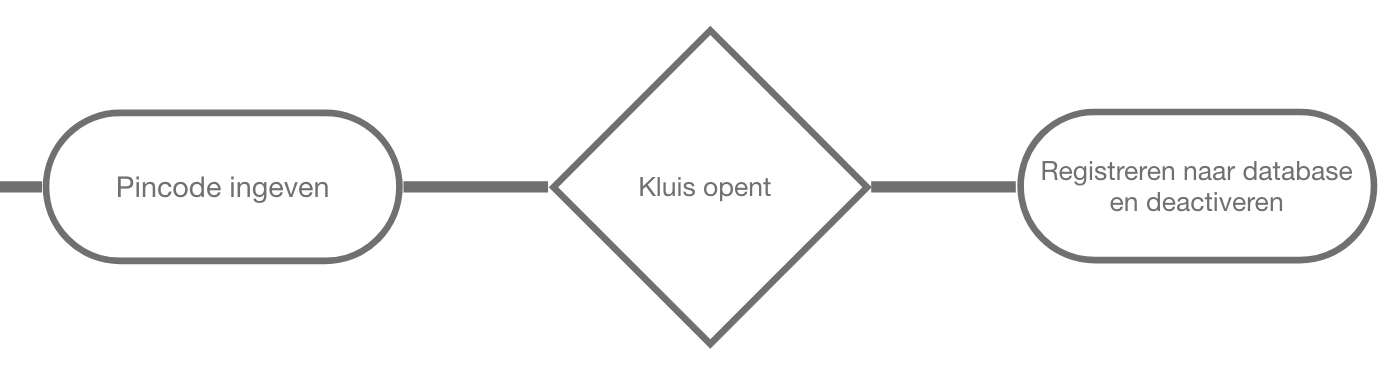 Pincode ingeven
Kluis opent
Registreren naar database
en deactiveren